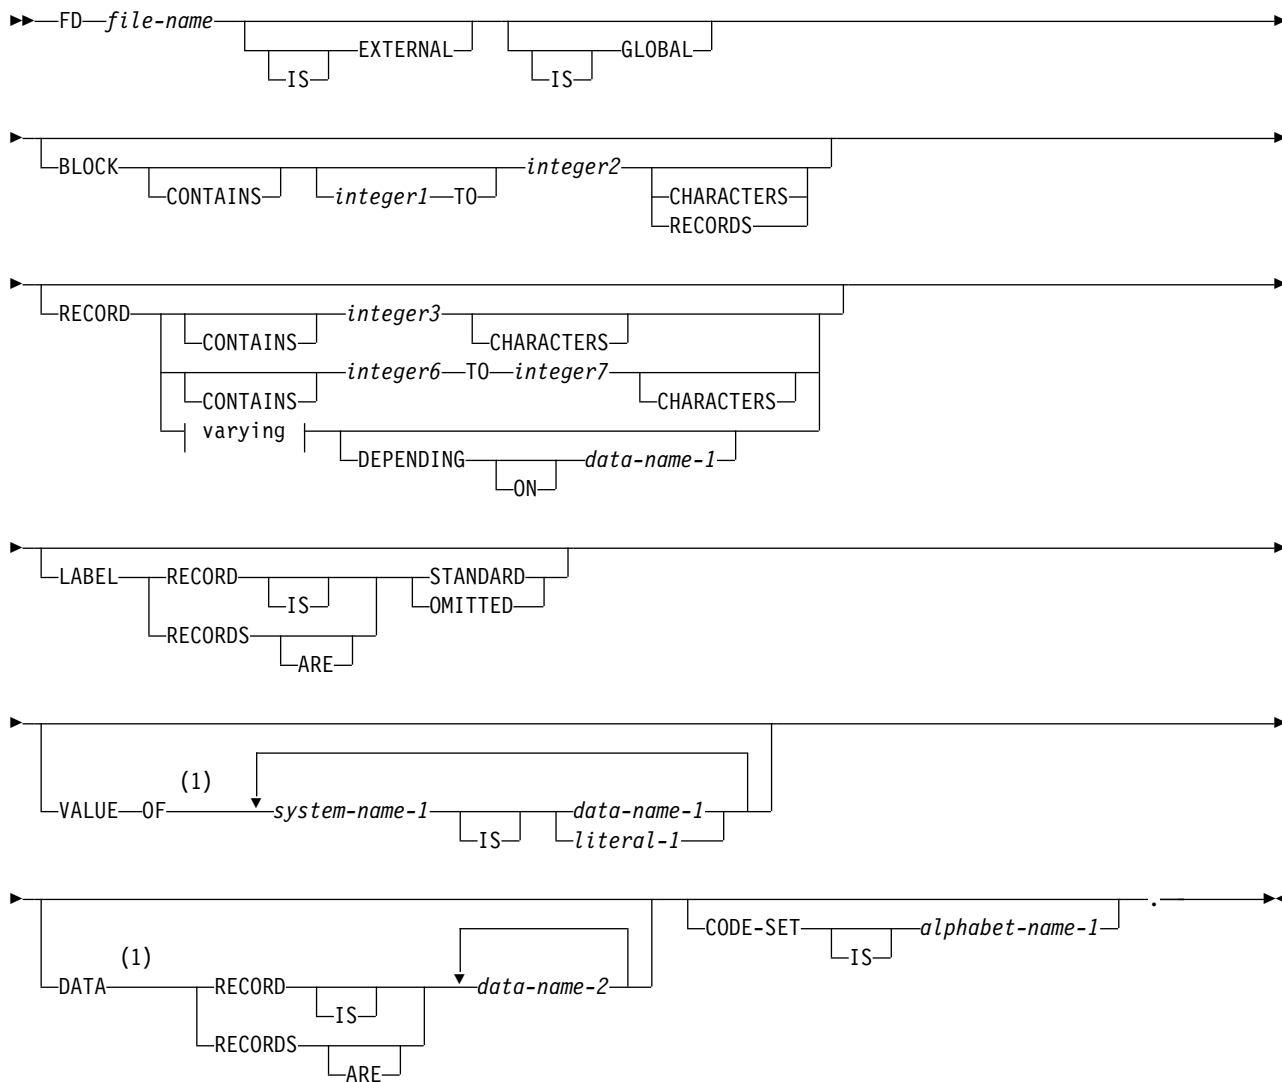 FD file-name EXTERNAL GLOBAL
IS IS
BLOCK integer2
CONTAINS integer1 TO CHARACTERS
RECORDS
RECORD integer3
CONTAINS CHARACTERS
integer6 TO integer7
CONTAINS CHARACTERS
varying
DEPENDING data-name-1
ON
LABEL RECORD STANDARD
IS OMITTED
RECORDS
ARE
(1)
VALUE OF system-name-1 data-name-1
IS literal-1
CODE-SET alphabet-name-1 .
IS
(1)
DATA RECORD data-name-2
IS
RECORDS
ARE